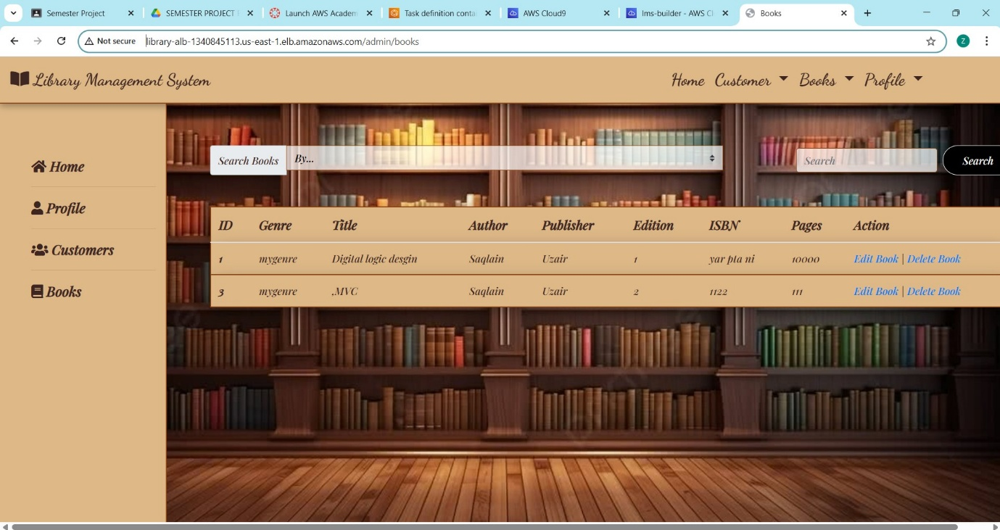 Semester Project
SEMESTER PROJECT
Launch AWS Academ
Task definition conta
AWS Cloud9
lms-builder - AWS Cl
Books
Not secure library-alb-1340845113.us-east-1.elb.amazonaws.com/admin/books
Z
Library Management System Home Customer Books Profile
Home
Profile
Customers
Books
Search Books By... Search Search
ID Genre Title Author Publisher Edition ISBN Pages Action
1 mygenre Digital logic desgin Saqlain Uzair 1 yar pta ni 10000 Edit Book | Delete Book
3 mygenre ,MVC Saqlain Uzair 2 1122 111 Edit Book | Delete Book